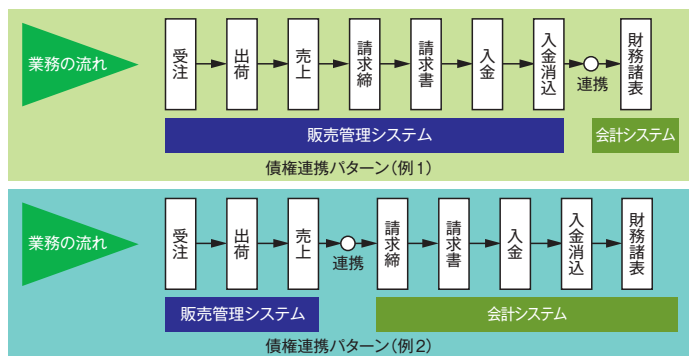 業務の流れ
受注
出荷
売上
請求締
請求書
入金
入金消込
連携
財務諸表
販売管理システム
会計システム
債権連携パターン(例1)
業務の流れ
受注
出荷
売上
連携
請求締
請求書
入金
入金消込
財務諸表
販売管理システム
会計システム
債権連携パターン(例2)